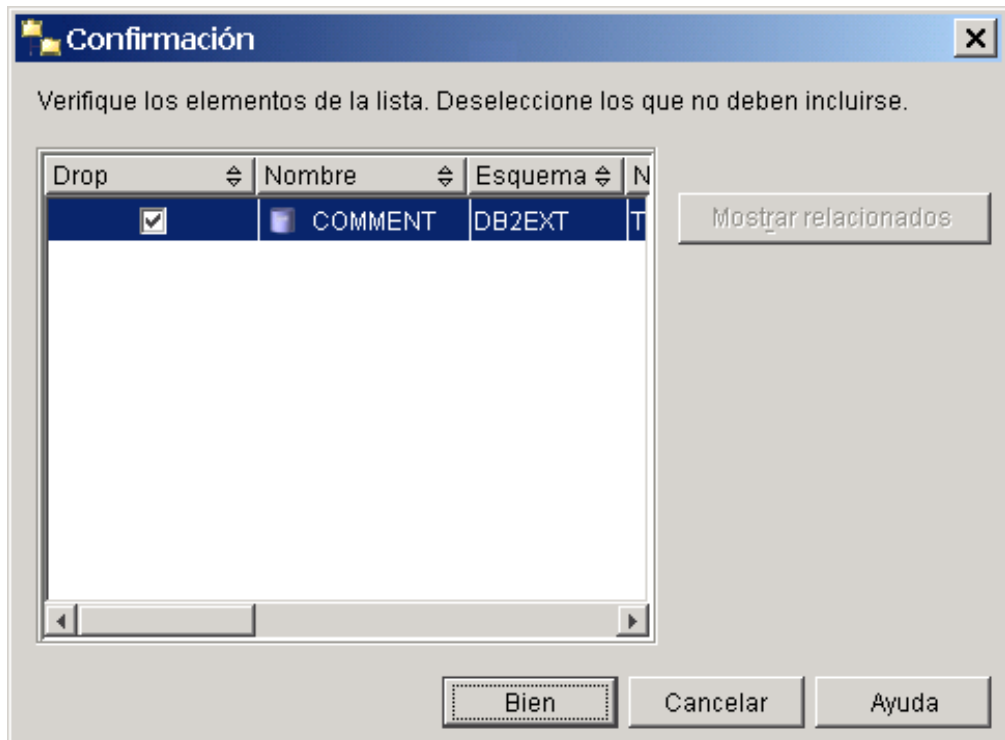 Confirmación
Verifique los elementos de la lista. Deseleccione los que no deben incluirse.
Drop Nombre Esquema N
COMMENT DB2EXT T
Mostrar relacionados
Bien Cancelar Ayuda